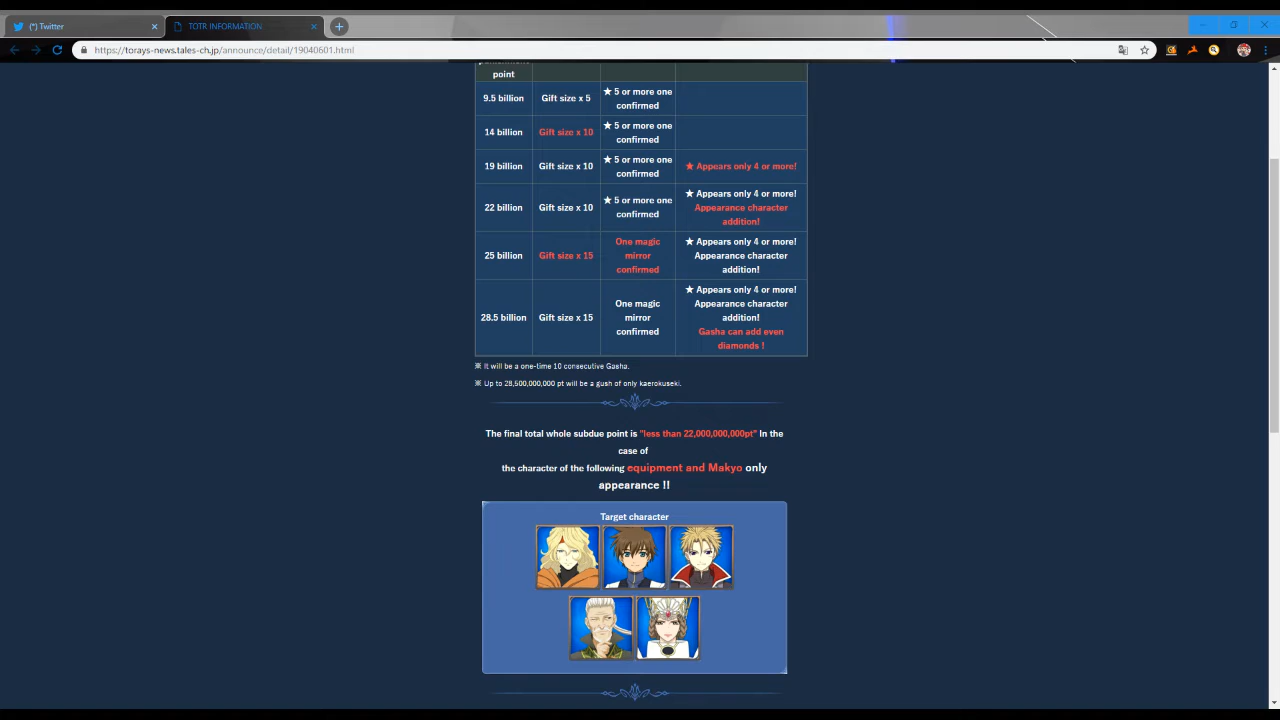 (*) Twitter
TOTR INFORMATION
https://torays-news.tales-ch.jp/announce/detail/19040601.html
point
9.5 billion
Gift size x 5
★ 5 or more one
confirmed
14 billion
Gift size x 10
★ 5 or more one
confirmed
19 billion
Gift size x 10
★ 5 or more one
confirmed
★ Appears only 4 or more!
22 billion
Gift size x 10
★ 5 or more one
confirmed
★ Appears only 4 or more!
Appearance character
addition!
25 billion
Gift size x 15
One magic
mirror
confirmed
★ Appears only 4 or more!
Appearance character
addition!
28.5 billion
Gift size x 15
One magic
mirror
confirmed
★ Appears only 4 or more!
Appearance character
addition!
Gasha can add even
diamonds !
※ It will be a one-time 10 consecutive Gasha.
※ Up to 28,500,000,000 pt will be a gush of only kaerokuseki.
The final total whole subdue point is "less than 22,000,000,000pt" In the
case of
the character of the following equipment and Makyo only
appearance !!
Target character